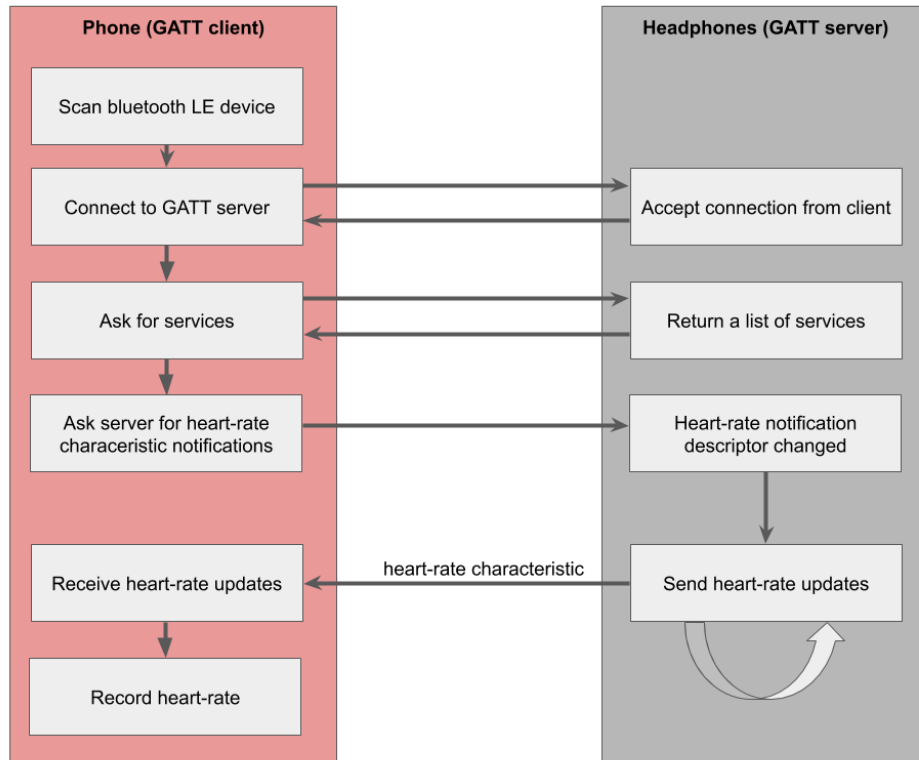 Phone (GATT client)
Headphones (GATT server)
Scan bluetooth LE device
Connect to GATT server
Accept connection from client
Ask for services
Return a list of services
Ask server for heart-rate
characeristic notifications
Heart-rate notification
descriptor changed
Receive heart-rate updates
heart-rate characteristic
Send heart-rate updates
Record heart-rate